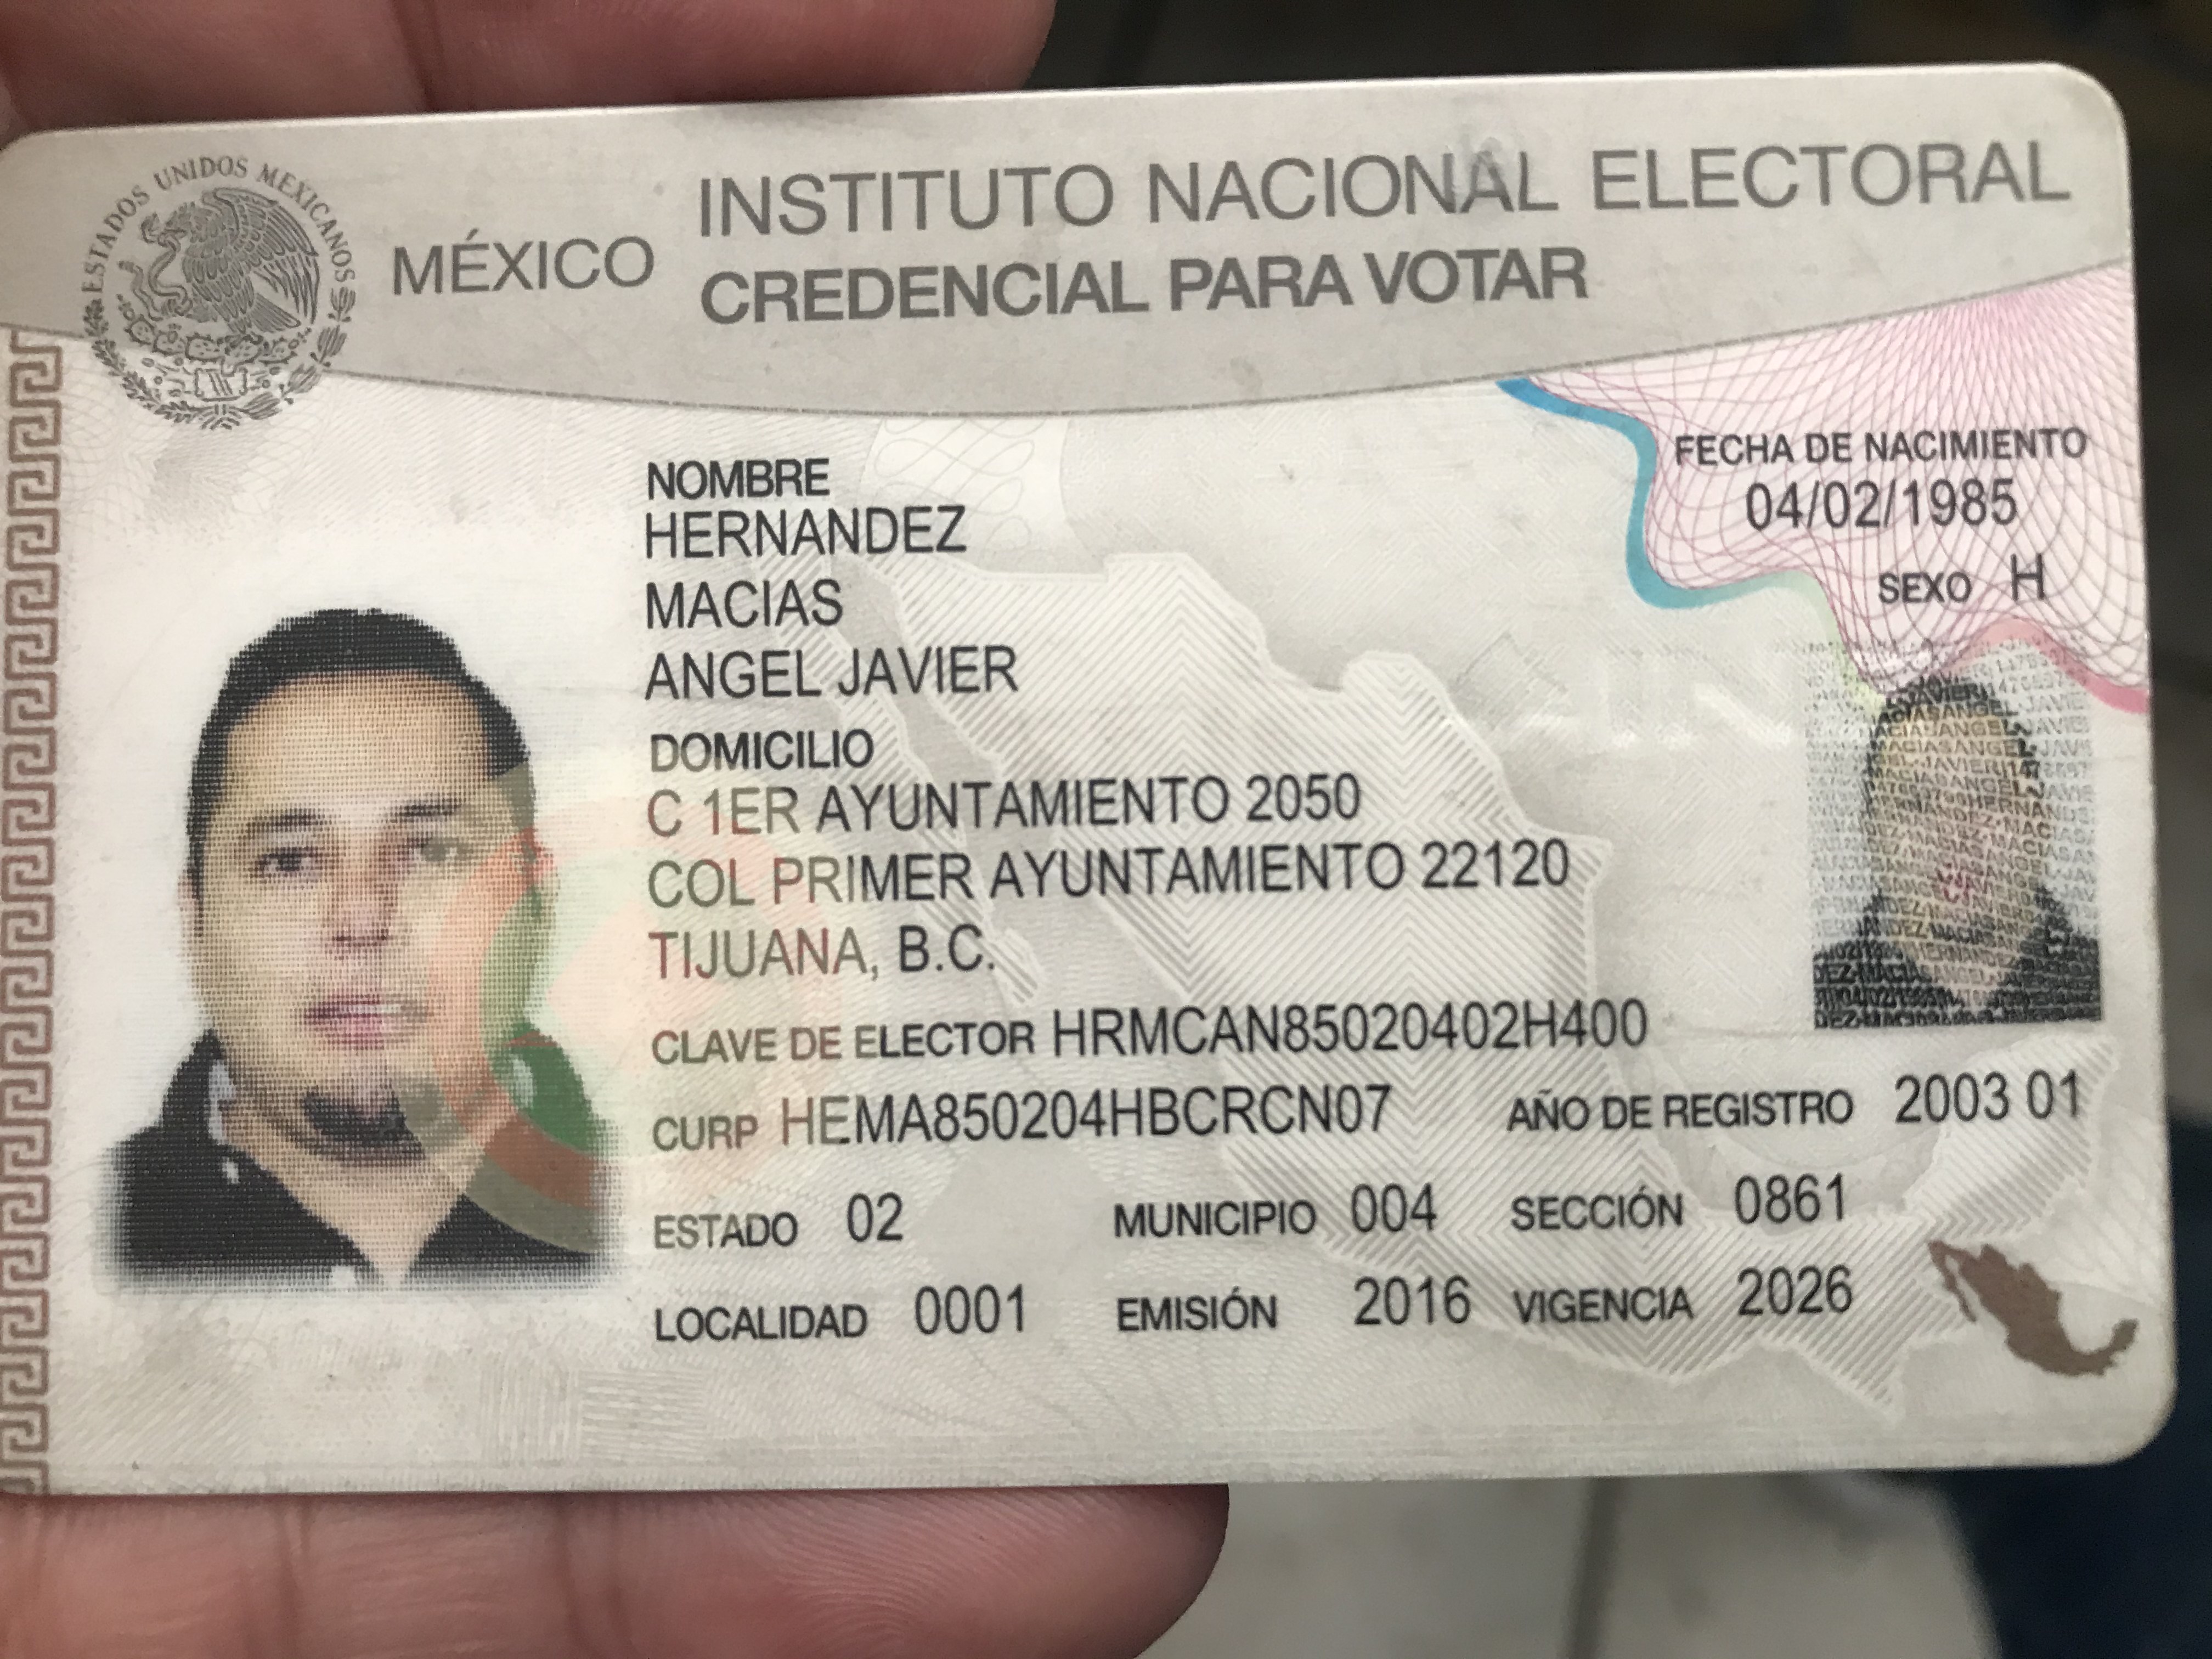 ESTADOS UNIDOS MEXICANOS
MÉXICO
INSTITUTO NACIONAL ELECTORAL
CREDENCIAL PARA VOTAR
NOMBRE
HERNANDEZ
MACIAS
ANGEL JAVIER
FECHA DE NACIMIENTO
04/02/1985
SEXO H
DOMICILIO
C 1ER AYUNTAMIENTO 2050
COL PRIMER AYUNTAMIENTO 22120
TIJUANA, B.C.
CLAVE DE ELECTOR HRMCAN85020402H400
CURP HEMA850204HBCRCN07 AÑO DE REGISTRO 2003 01
ESTADO 02 MUNICIPIO 004 SECCIÓN 0861
LOCALIDAD 0001 EMISIÓN 2016 VIGENCIA 2026